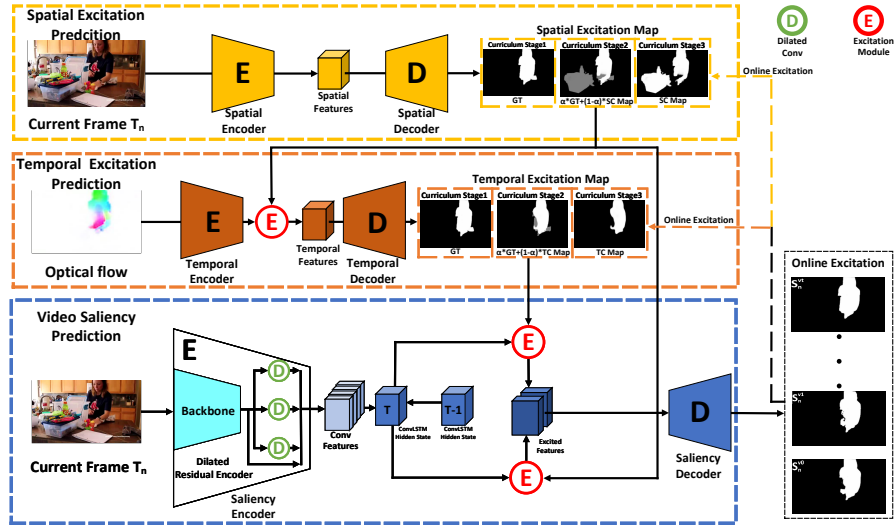 Spatial Excitation
Predcition
Current Frame Tn
E
Spatial
Encoder
Spatial
Features
D
Spatial
Decoder
Spatial Excitation Map
Curriculum Stage1
Curriculum Stage2
Curriculum Stage3
GT
α*GT+(1-α)*SC Map
SC Map
D
Dilated
Conv
E
Excitation
Module
Online Excitation
Temporal Excitation
Prediction
Optical flow
E
Temporal
Encoder
E
Temporal
Features
D
Temporal
Decoder
Temporal Excitation Map
Curriculum Stage1
Curriculum Stage2
Curriculum Stage3
GT
α*GT+(1-α)*TC Map
TC Map
Online Excitation
Video Saliency
Prediction
Current Frame Tn
E
Backbone
D
D
D
Dilated
Residual Encoder
Saliency
Encoder
Conv
Features
T
ConvLSTM
Hidden State
T-1
ConvLSTM
Hidden State
E
Excited
Features
E
D
Saliency
Decoder
Online Excitation
Snvt
Snv1
Snv0